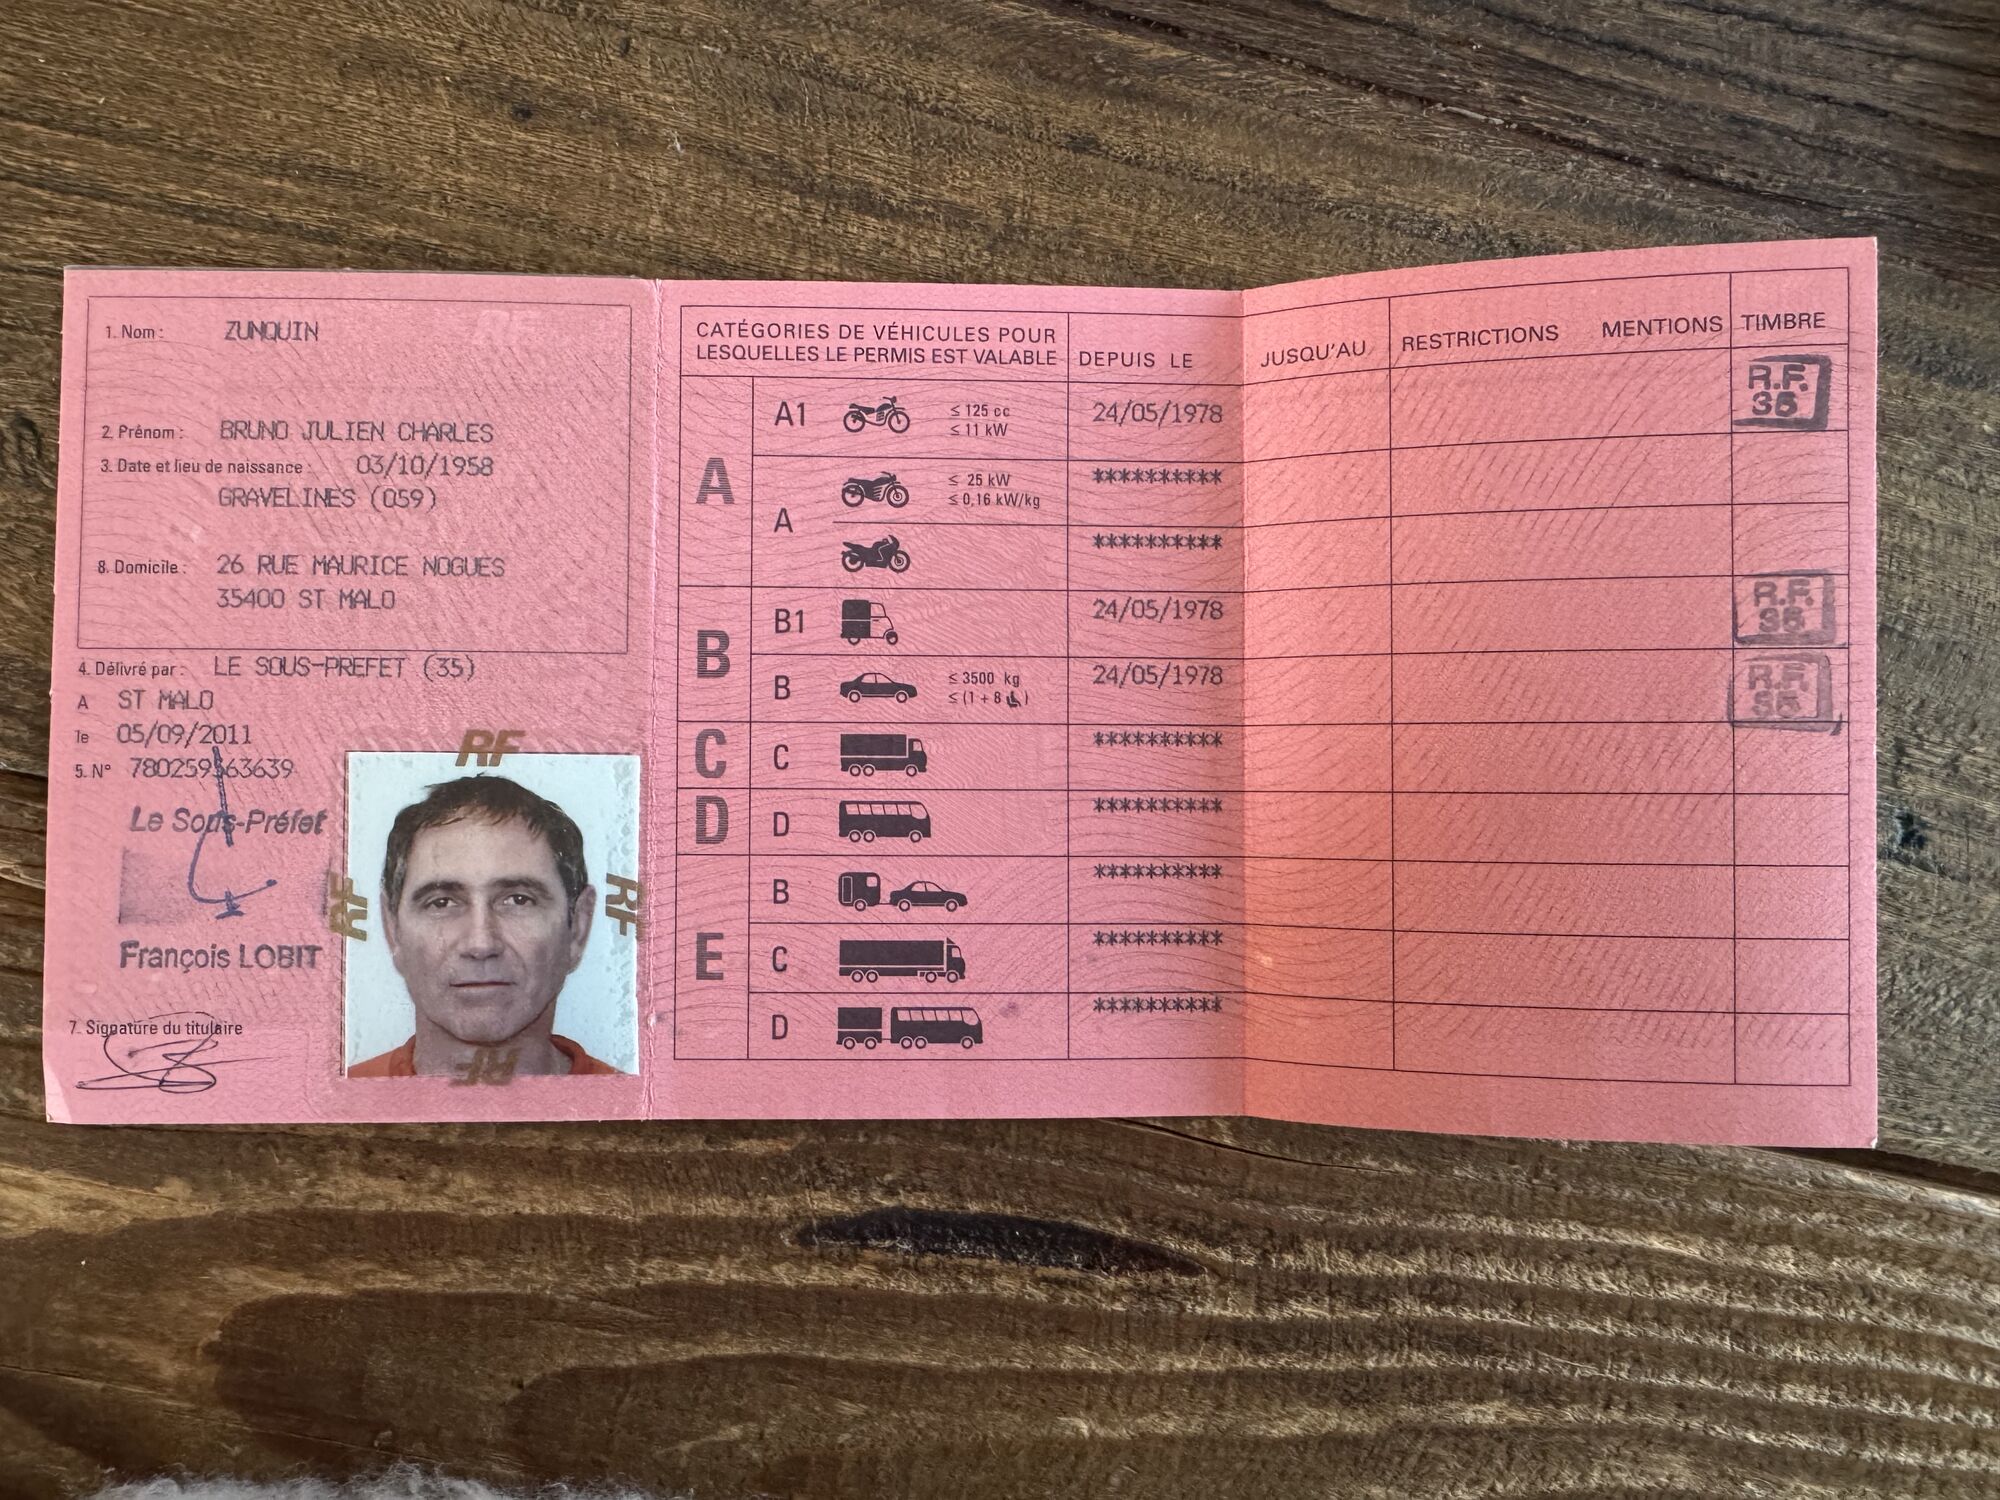 1. Nom : ZUNQUIN
2. Prénom : BRUNO JULIEN CHARLES
3. Date et lieu de naissance : 03/10/1958
GRAVELINES (059)
8. Domicile : 26 RUE MAURICE NOGUES
35400 ST MALO
4. Délivré par : LE SOUS-PREFET (35)
A ST MALO
le 05/09/2011
5. N° 780259363639
Le Sous-Préfet
François LOBIT
7. Signature du titulaire
RF
RF
RF
RF
RF
CATÉGORIES DE VÉHICULES POUR
LESQUELLES LE PERMIS EST VALABLE
DEPUIS LE
JUSQU'AU
RESTRICTIONS MENTIONS
TIMBRE
A
A1 ≤ 125 cc
≤ 11 kW
24/05/1978
R.F.
35
A
≤ 25 kW
≤ 0,16 kW/kg
**********
**********
B
B1
24/05/1978
R.F.
35
B
≤ 3500 kg
≤ (1 + 8 )
24/05/1978
R.F.
35
C
C
**********
D
D
**********
E
B
**********
C
**********
D
**********